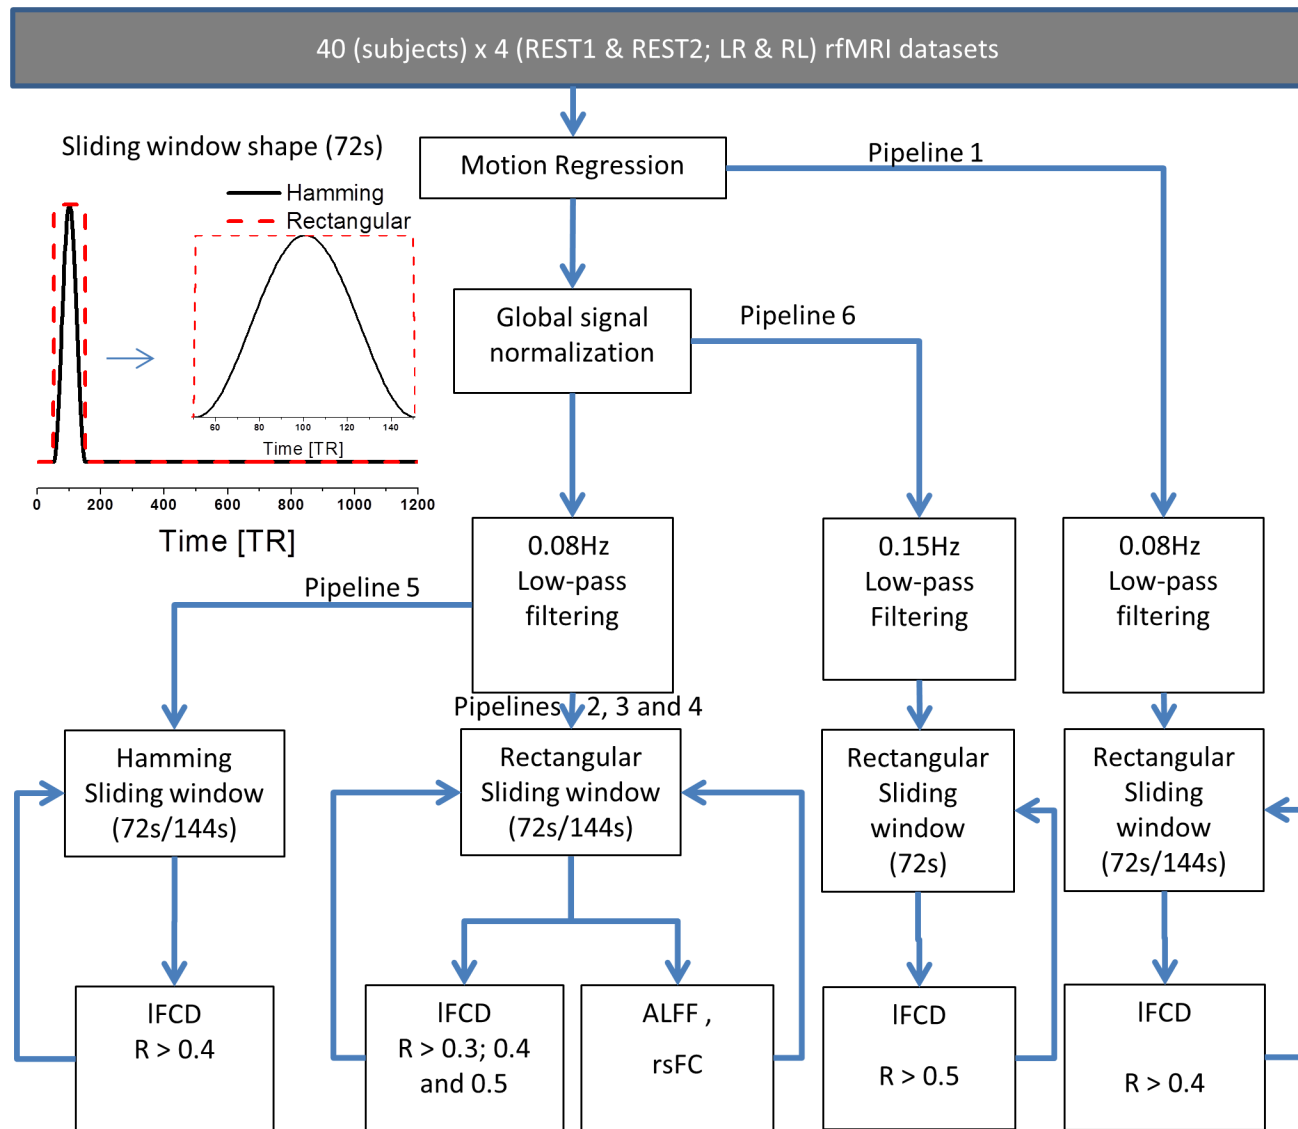 40 (subjects) x 4 (REST1 & REST2; LR & RL) rfMRI datasets
Sliding window shape (72s)
Hamming
Rectangular
60 80 100 120 140
Time [TR]
0 200 400 600 800 1000 1200
Time [TR]
Motion Regression
Pipeline 1
Global signal
normalization
Pipeline 6
0.08Hz
Low-pass
filtering
0.15Hz
Low-pass
Filtering
0.08Hz
Low-pass
filtering
Pipeline 5
Pipelines 2, 3 and 4
Hamming
Sliding window
(72s/144s)
Rectangular
Sliding window
(72s/144s)
Rectangular
Sliding
window
(72s)
Rectangular
Sliding
window
(72s/144s)
lFCD
R > 0.4
lFCD
R > 0.3; 0.4
and 0.5
ALFF ,
rsFC
lFCD
R > 0.5
lFCD
R > 0.4